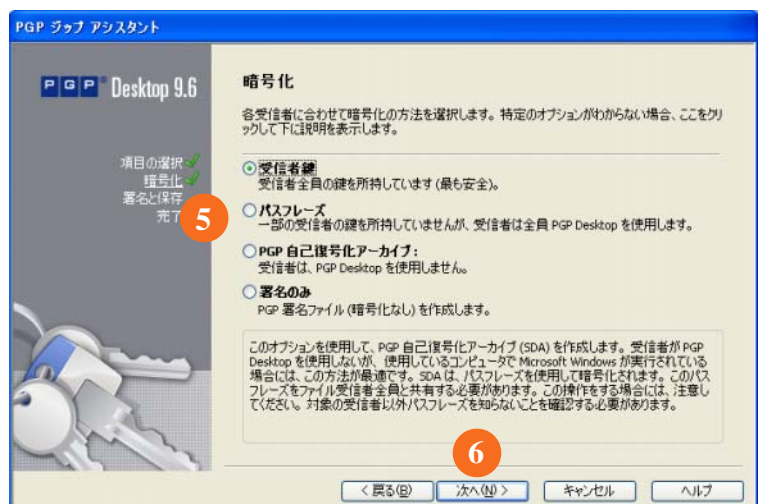 PGP ジップ アシスタント
PGP® Desktop 9.6
項目の選択
暗号化
署名と保存
完了
5
暗号化
各受信者に合わせて暗号化の方法を選択します。特定のオプションがわからない場合、ここをクリ
ックして下に説明を表示します。
受信者鍵
受信者全員の鍵を所持しています (最も安全)。
パスフレーズ
一部の受信者の鍵を所持していませんが、受信者は全員 PGP Desktop を使用します。
PGP 自己復号化アーカイブ:
受信者は、PGP Desktop を使用しません。
署名のみ
PGP 署名ファイル (暗号化なし) を作成します。
このオプションを使用して、PGP 自己復号化アーカイブ (SDA) を作成します。受信者が PGP
Desktop を使用しないが、使用しているコンピュータで Microsoft Windows が実行されている
場合には、この方法が最適です。SDA は、パスフレーズを使用して暗号化されます。このパス
フレーズをファイル受信者全員と共有する必要があります。この操作をする場合には、注意し
てください。対象の受信者以外パスフレーズを知らないことを確認する必要があります。
6
< 戻る(B)
次へ(N) >
キャンセル
ヘルプ